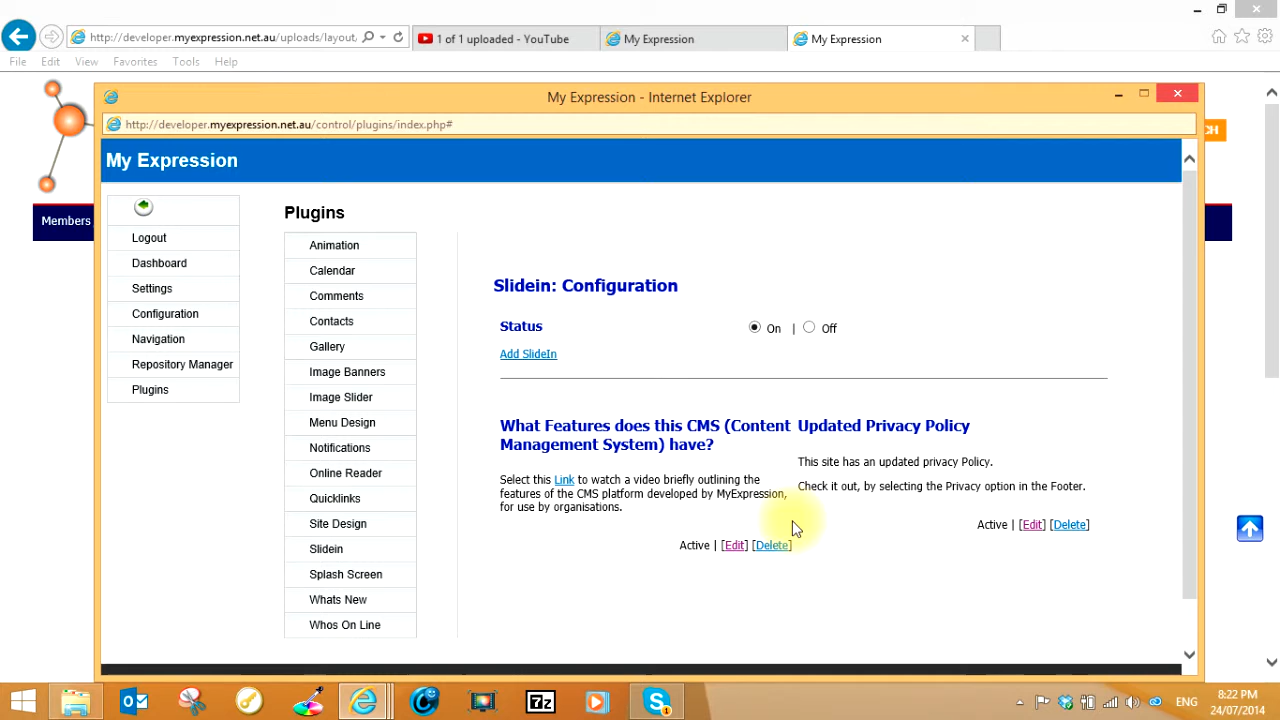 http://developer.myexpression.net.au/uploads/layout,
1 of 1 uploaded - YouTube
My Expression
My Expression
File Edit View Favorites Tools Help
My Expression - Internet Explorer
http://developer.myexpression.net.au/control/plugins/index.php#
My Expression
CH
Members
Logout
Dashboard
Settings
Configuration
Navigation
Repository Manager
Plugins
Plugins
Animation
Calendar
Comments
Contacts
Gallery
Image Banners
Image Slider
Menu Design
Notifications
Online Reader
Quicklinks
Site Design
Slidein
Splash Screen
Whats New
Whos On Line
Slidein: Configuration
Status On | Off
Add SlideIn
What Features does this CMS (Content
Management System) have?
Select this Link to watch a video briefly outlining the
features of the CMS platform developed by MyExpression,
for use by organisations.
Active | [Edit] [Delete]
Updated Privacy Policy
This site has an updated privacy Policy.
Check it out, by selecting the Privacy option in the Footer.
Active | [Edit] [Delete]
7z
ENG
8:22 PM
24/07/2014